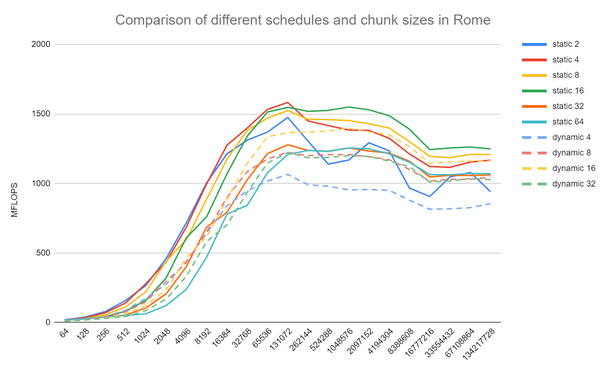 Comparison of different schedules and chunk sizes in Rome
MFLOPS
2000
1500
1000
500
0
64
128
256
512
1024
2048
4096
8192
16384
32768
65536
131072
262144
524288
1048576
2097152
4194304
8388608
16777216
33554432
67108864
134217728
static 2
static 4
static 8
static 16
static 32
static 64
dynamic 4
dynamic 8
dynamic 16
dynamic 32